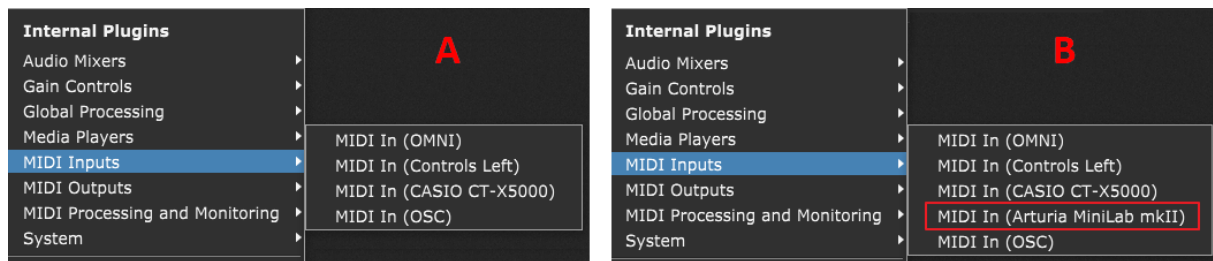 Internal Plugins
A
Audio Mixers
Gain Controls
Global Processing
Media Players
MIDI Inputs
MIDI Outputs
MIDI Processing and Monitoring
System
MIDI In (OMNI)
MIDI In (Controls Left)
MIDI In (CASIO CT-X5000)
MIDI In (OSC)
Internal Plugins
B
Audio Mixers
Gain Controls
Global Processing
Media Players
MIDI Inputs
MIDI Outputs
MIDI Processing and Monitoring
System
MIDI In (OMNI)
MIDI In (Controls Left)
MIDI In (CASIO CT-X5000)
MIDI In (Arturia MiniLab mkII)
MIDI In (OSC)